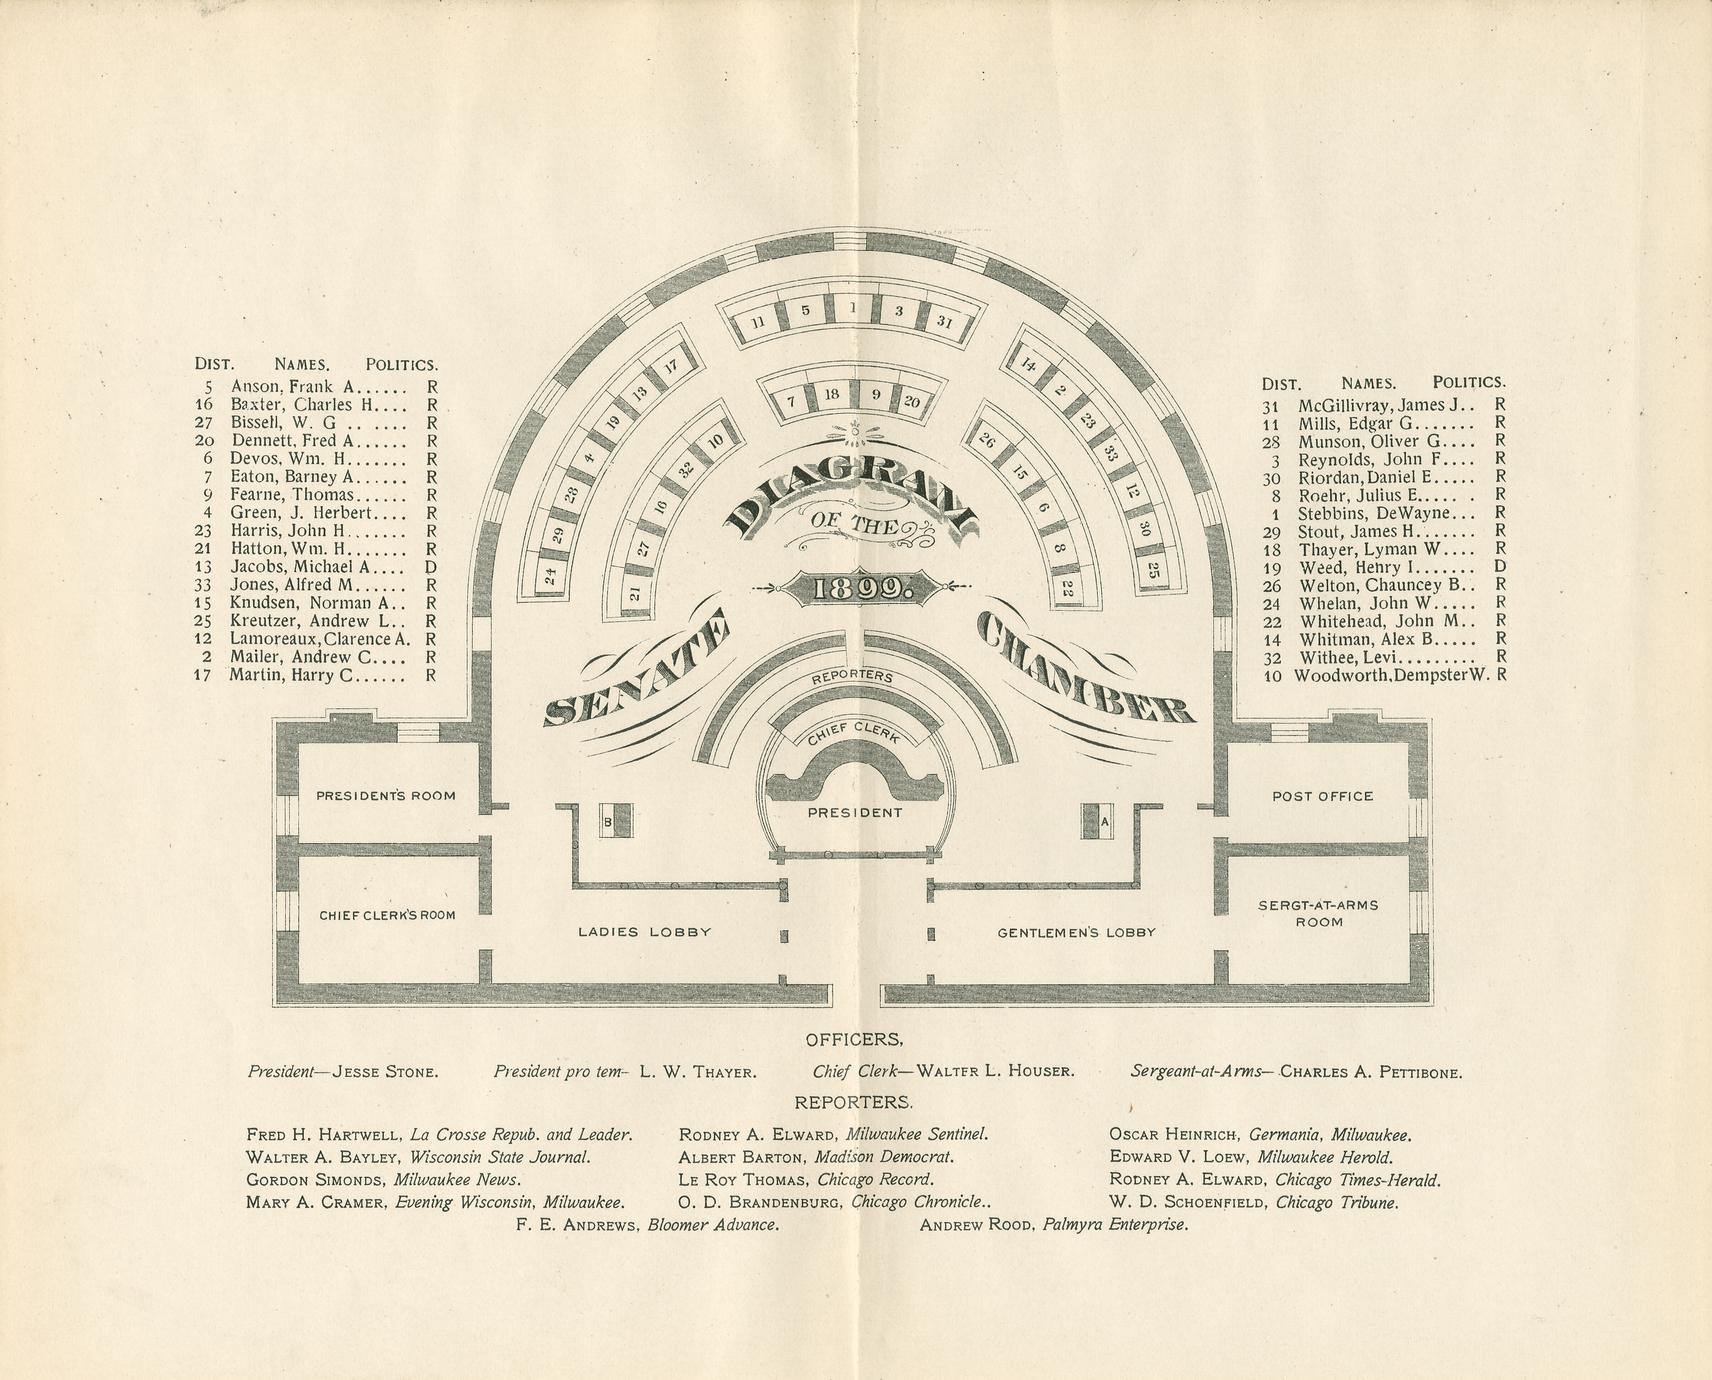 11 5 1 3 31
17 13 19 4 28 29 24
14 2 23 33 12 30 25
7 18 9 20
10 32 16 27 21
26 15 6 8 22
DIAGRAM
OF THE
1899.
SENATE CHAMBER
DIST. NAMES. POLITICS.
5 Anson, Frank A...... R
16 Baxter, Charles H.... R
27 Bissell, W. G .. .... R
20 Dennett, Fred A...... R
6 Devos, Wm. H....... R
7 Eaton, Barney A...... R
9 Fearne, Thomas...... R
4 Green, J. Herbert.... R
23 Harris, John H....... R
21 Hatton, Wm. H....... R
13 Jacobs, Michael A.... D
33 Jones, Alfred M...... R
15 Knudsen, Norman A.. R
25 Kreutzer, Andrew L.. R
12 Lamoreaux, Clarence A. R
2 Mailer, Andrew C.... R
17 Martin, Harry C...... R
DIST. NAMES. POLITICS.
31 McGillivray, James J.. R
11 Mills, Edgar G....... R
28 Munson, Oliver G.... R
3 Reynolds, John F.... R
30 Riordan, Daniel E..... R
8 Roehr, Julius E..... . R
1 Stebbins, DeWayne... R
29 Stout, James H....... R
18 Thayer, Lyman W.... R
19 Weed, Henry I....... D
26 Welton, Chauncey B.. R
24 Whelan, John W..... R
22 Whitehead, John M.. R
14 Whitman, Alex B..... R
32 Withee, Levi......... R
10 Woodworth, Dempster W. R
REPORTERS
CHIEF CLERK
PRESIDENT
B
A
PRESIDENT'S ROOM
POST OFFICE
CHIEF CLERK'S ROOM
LADIES LOBBY
GENTLEMEN'S LOBBY
SERGT-AT-ARMS
ROOM
OFFICERS,
President—JESSE STONE. President pro tem- L. W. THAYER. Chief Clerk—WALTER L. HOUSER. Sergeant-at-Arms—CHARLES A. PETTIBONE.
REPORTERS.
FRED H. HARTWELL, La Crosse Repub. and Leader. RODNEY A. ELWARD, Milwaukee Sentinel. OSCAR HEINRICH, Germania, Milwaukee.
WALTER A. BAYLEY, Wisconsin State Journal. ALBERT BARTON, Madison Democrat. EDWARD V. LOEW, Milwaukee Herold.
GORDON SIMONDS, Milwaukee News. LE ROY THOMAS, Chicago Record. RODNEY A. ELWARD, Chicago Times-Herald.
MARY A. CRAMER, Evening Wisconsin, Milwaukee. O. D. BRANDENBURG, Chicago Chronicle.. W. D. SCHOENFIELD, Chicago Tribune.
F. E. ANDREWS, Bloomer Advance. ANDREW ROOD, Palmyra Enterprise.